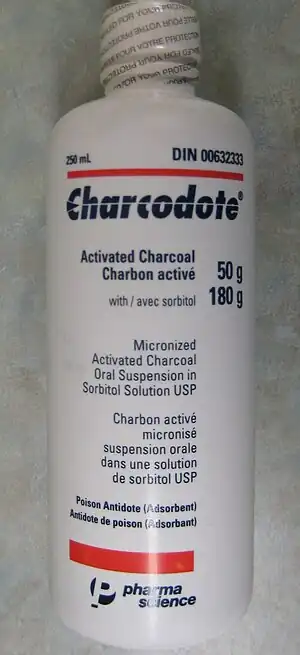 250 mL
DIN 00632333
Charcodote®
Activated Charcoal
Charbon activé 50 g
with / avec sorbitol 180 g
Micronized
Activated Charcoal
Oral Suspension in
Sorbitol Solution USP
Charbon activé
micronisé
suspension orale
dans une solution
de sorbitol USP
Poison Antidote (Adsorbent)
Antidote de poison (Adsorbant)
pharma
science